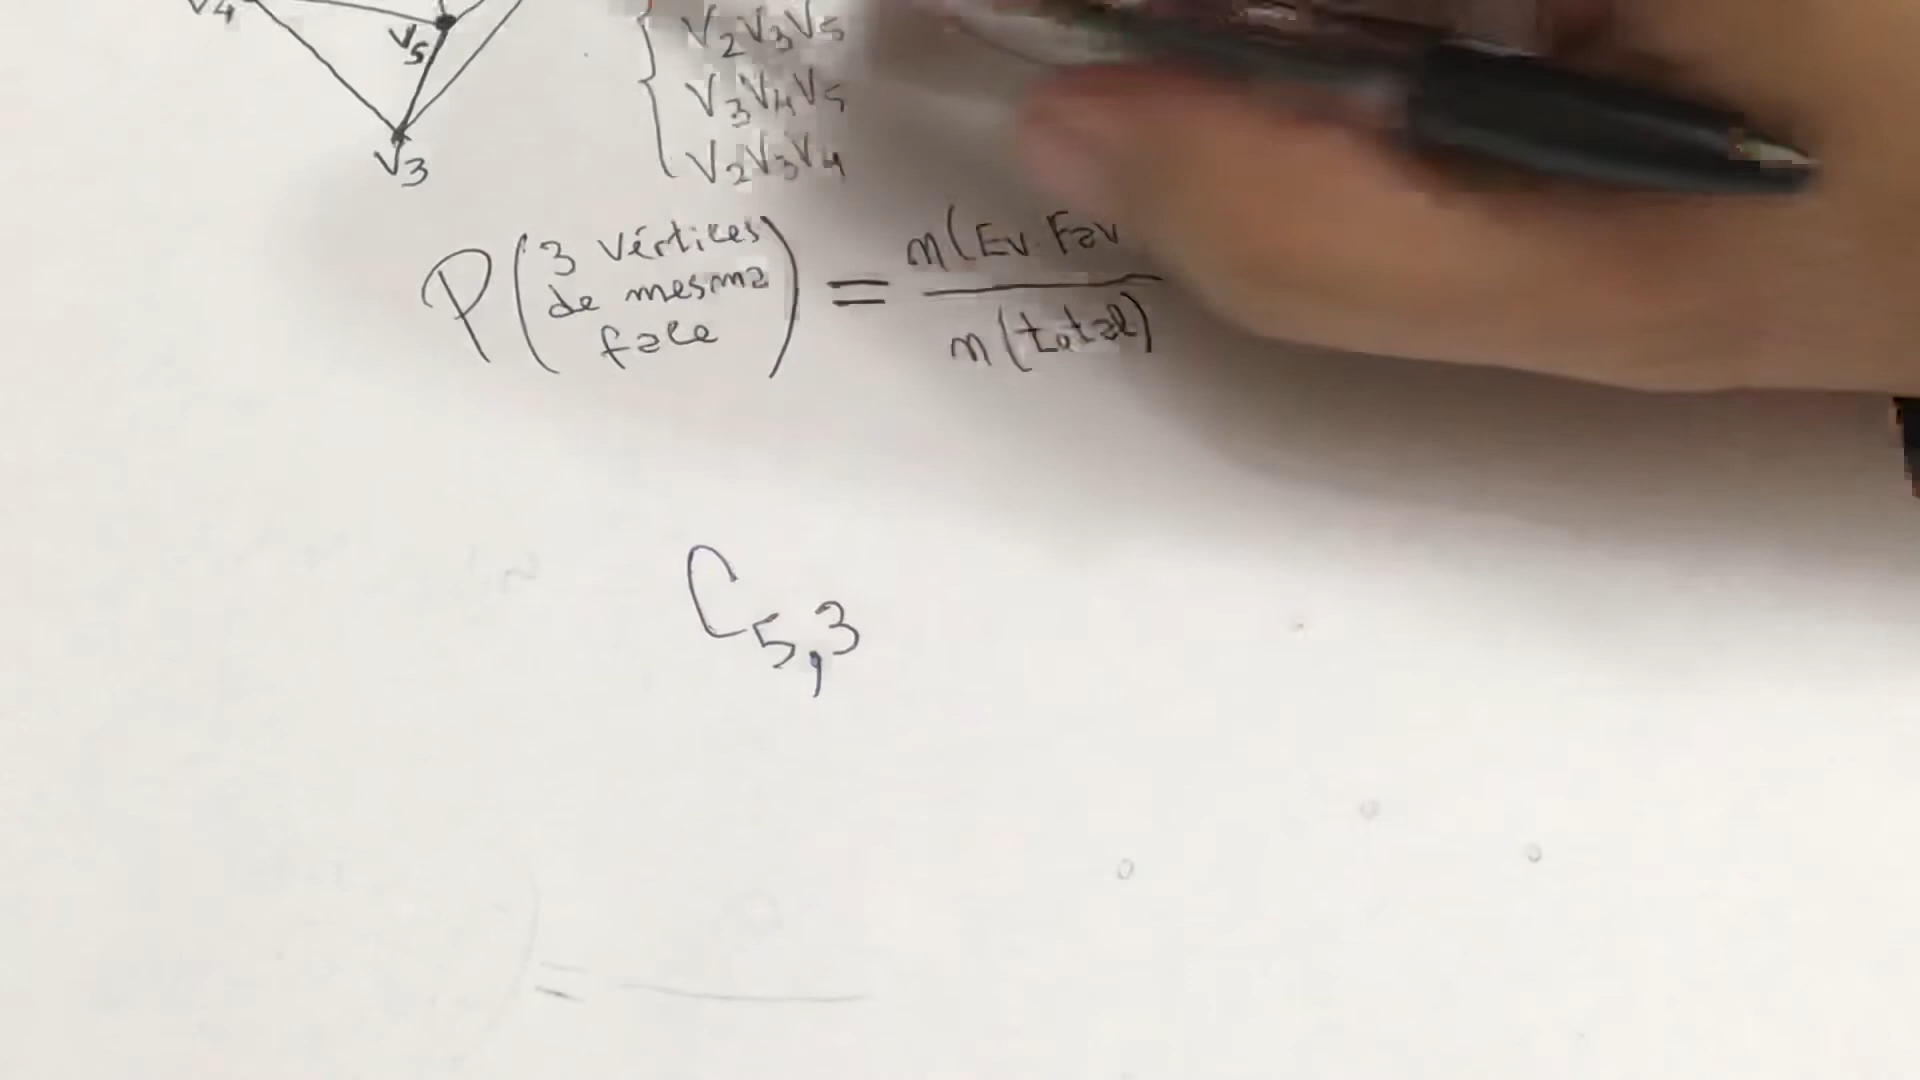 V4
V5
V3
V2V3V5
V3V4V5
V2V3V4
P(3 vértices de mesma face) = n(Ev. Fav
n(total)
C5,3
=